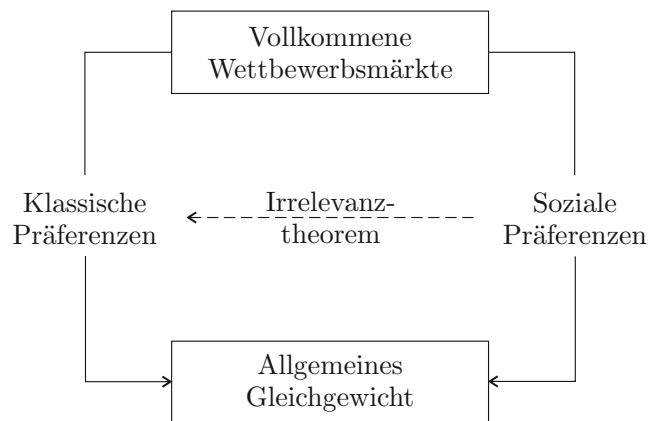 Vollkommene
Wettbewerbsmärkte
Klassische
Präferenzen
Irrelevanz-
theorem
Soziale
Präferenzen
Allgemeines
Gleichgewicht